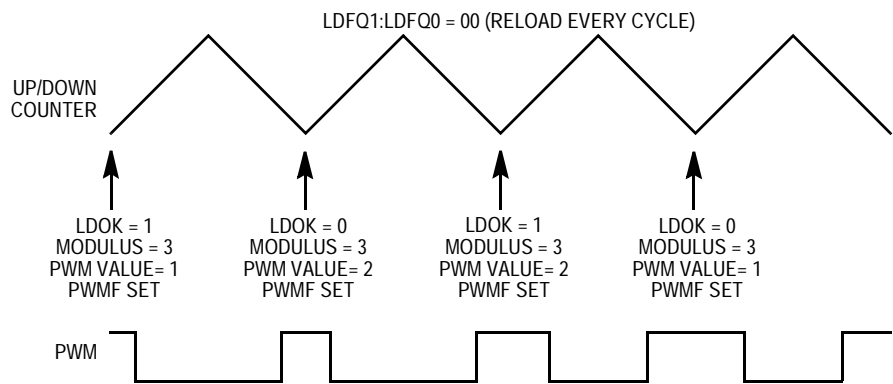 LDFQ1:LDFQ0 = 00 (RELOAD EVERY CYCLE)
UP/DOWN
COUNTER
LDOK = 1
MODULUS = 3
PWM VALUE= 1
PWMF SET
LDOK = 0
MODULUS = 3
PWM VALUE= 2
PWMF SET
LDOK = 1
MODULUS = 3
PWM VALUE= 2
PWMF SET
LDOK = 0
MODULUS = 3
PWM VALUE= 1
PWMF SET
PWM